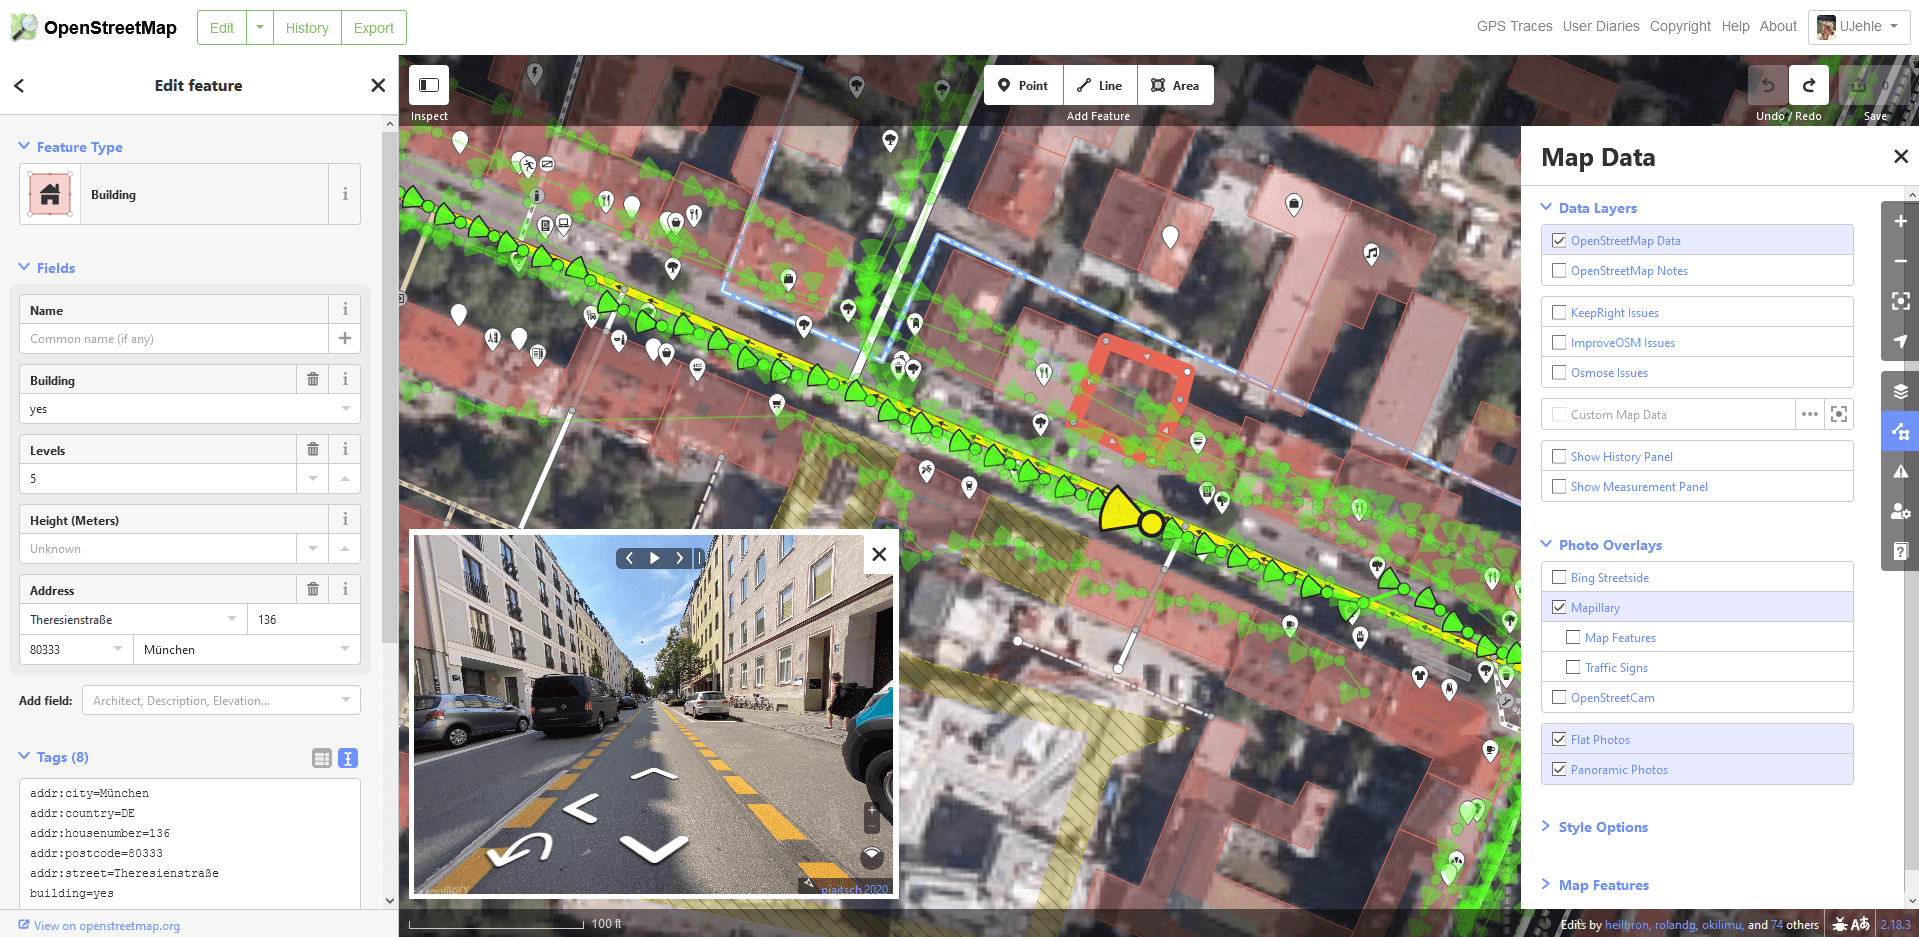 OpenStreetMap
Edit
History
Export
GPS Traces
User Diaries
Copyright
Help
About
UJehle
Edit feature
Feature Type
Building
Fields
Name
Common name (if any)
Building
yes
Levels
5
Height (Meters)
Unknown
Address
Theresienstraße
136
80333
München
Add field:
Architect, Description, Elevation...
Tags (8)
addr:city=München
addr:country=DE
addr:housenumber=136
addr:postcode=80333
addr:street=Theresienstraße
building=yes
View on openstreetmap.org
Inspect
Point
Line
Area
Add Feature
Undo / Redo
0
Save
Map Data
Data Layers
OpenStreetMap Data
OpenStreetMap Notes
KeepRight Issues
ImproveOSM Issues
Osmose Issues
Custom Map Data
Show History Panel
Show Measurement Panel
Photo Overlays
Bing Streetside
Mapillary
Map Features
Traffic Signs
OpenStreetCam
Flat Photos
Panoramic Photos
Style Options
Map Features
Mapillary
pjaitsch 2020
100 ft
Edits by heilbron, rolandg, okilimu, and 74 others
2.18.3